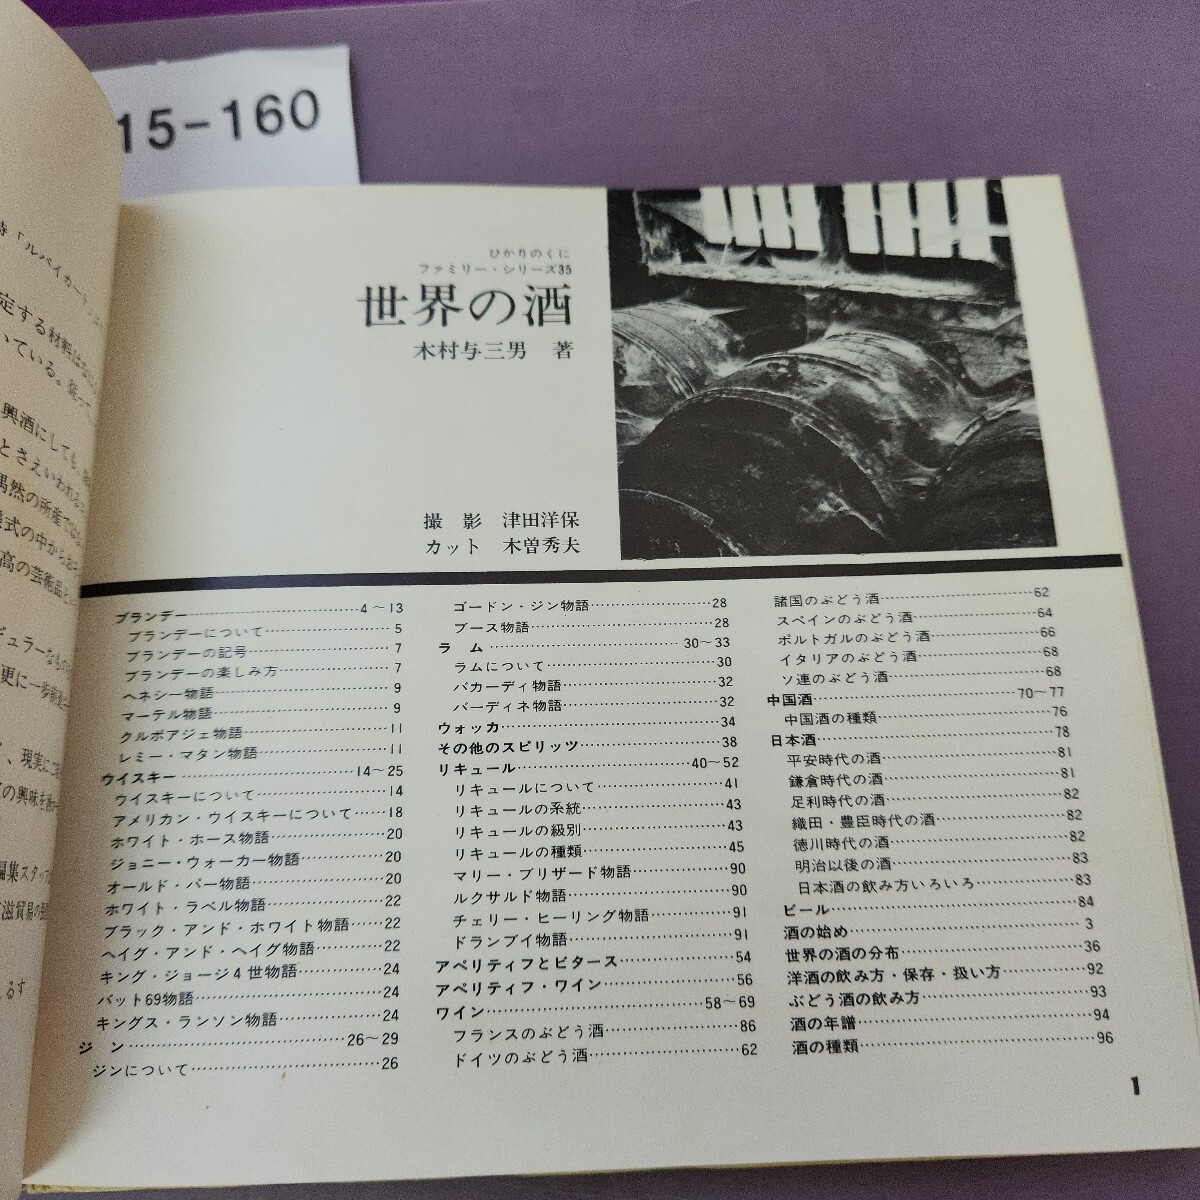 15-160
ひかりのくに
ファミリー・シリーズ35
世界の酒
木村与三男 著
撮 影 津田洋保
カット 木曽秀夫
ブランデー 4〜13
ブランデーについて 5
ブランデーの記号 7
ブランデーの楽しみ方 7
ヘネシー物語 9
マーテル物語 9
クルボアジェ物語 11
レミー・マタン物語 11
ウイスキー 14〜25
ウイスキーについて 14
アメリカン・ウイスキーについて 18
ホワイト・ホース物語 20
ジョニー・ウォーカー物語 20
オールド・パー物語 20
ホワイト・ラベル物語 22
ブラック・アンド・ホワイト物語 22
ヘイグ・アンド・ヘイグ物語 22
キング・ジョージ4世物語 24
バット69物語 24
キングス・ランソン物語 24
ジン 26〜29
ジンについて 26
ゴードン・ジン物語 28
ブース物語 28
ラム 30〜33
ラムについて 30
バカーディ物語 32
バーディネ物語 32
ウォッカ 34
その他のスピリッツ 38
リキュール 40〜52
リキュールについて 41
リキュールの系統 43
リキュールの級別 43
リキュールの種類 45
マリー・ブリザード物語 90
ルクサルド物語 90
チェリー・ヒーリング物語 91
ドランブイ物語 91
アペリティフとビタース 54
アペリティフ・ワイン 56
ワイン 58〜69
フランスのぶどう酒 86
ドイツのぶどう酒 62
諸国のぶどう酒 62
スペインのぶどう酒 64
ポルトガルのぶどう酒 66
イタリアのぶどう酒 68
ソ連のぶどう酒 68
中国酒 70〜77
中国酒の種類 76
日本酒 78
平安時代の酒 81
鎌倉時代の酒 81
足利時代の酒 82
織田・豊臣時代の酒 82
徳川時代の酒 82
明治以後の酒 83
日本酒の飲み方いろいろ 83
ビール 84
酒の始め 3
世界の酒の分布 36
洋酒の飲み方・保存・扱い方 92
ぶどう酒の飲み方 93
酒の年譜 94
酒の種類 96
1